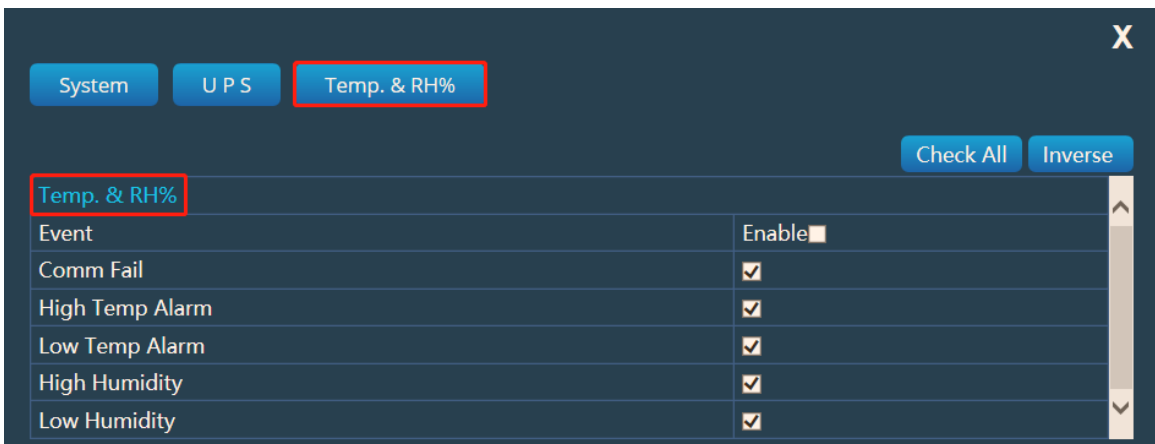 X
System UPS Temp. & RH%
Check All Inverse
Temp. & RH%
Event Enable
Comm Fail
High Temp Alarm
Low Temp Alarm
High Humidity
Low Humidity